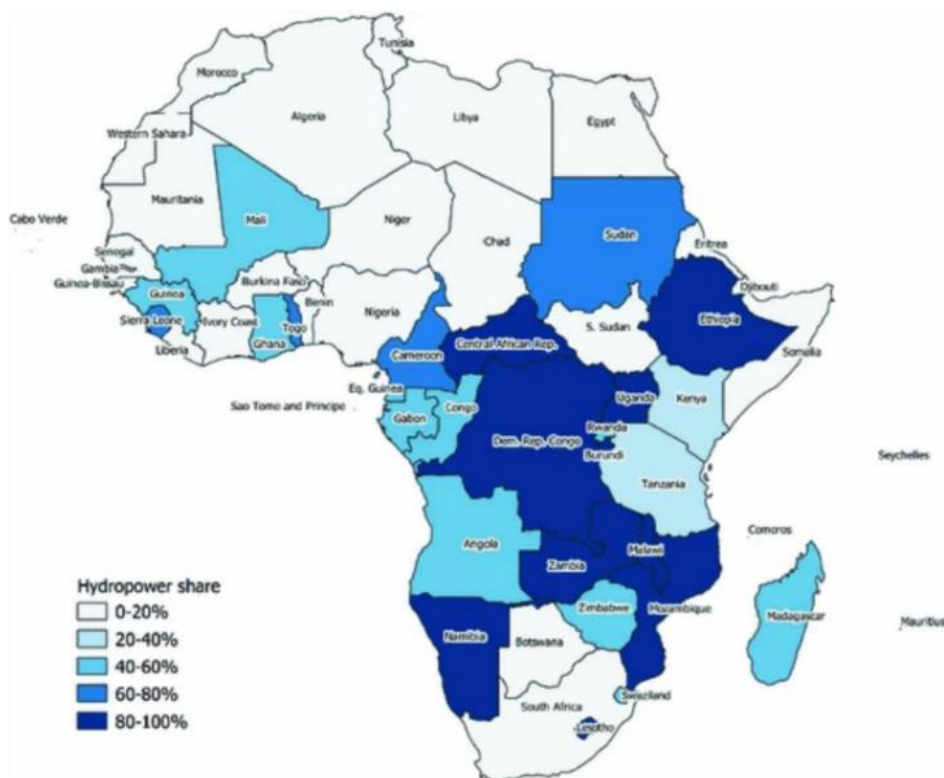 Tunisia
Morocco
Algeria
Libya
Egypt
Western Sahara
Mauritania
Mali
Niger
Cabo Verde
Chad
Sudan
Eritrea
Senegal
Gambia
Guinea-Bissau
Guinea
Burkina Faso
Benin
Djibouti
Sierra Leone
Ivory Coast
Togo
Ghana
Nigeria
S. Sudan
Ethiopia
Liberia
Cameroon
Central African Rep.
Somalia
Eq. Guinea
Sao Tome and Principe
Gabon
Congo
Uganda
Kenya
Rwanda
Dem. Rep. Congo
Burundi
Seychelles
Tanzania
Comoros
Angola
Malawi
Zambia
Mozambique
Zimbabwe
Madagascar
Mauritius
Namibia
Botswana
Swaziland
South Africa
Lesotho
Hydropower share
0-20%
20-40%
40-60%
60-80%
80-100%